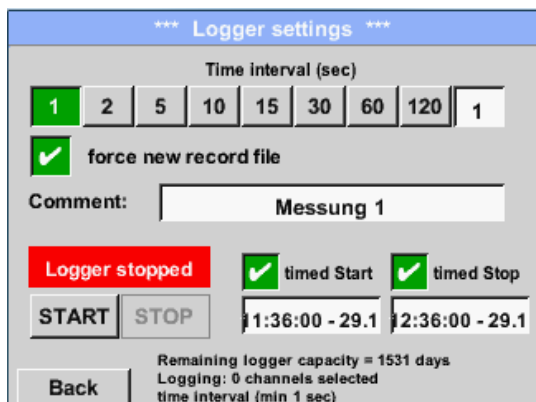 *** Logger settings ***
Time interval (sec)
1 2 5 10 15 30 60 120 1
force new record file
Comment: Messung 1
Logger stopped timed Start timed Stop
START STOP 11:36:00 - 29.1 12:36:00 - 29.1
Remaining logger capacity = 1531 days
Logging: 0 channels selected
time interval (min 1 sec)
Back